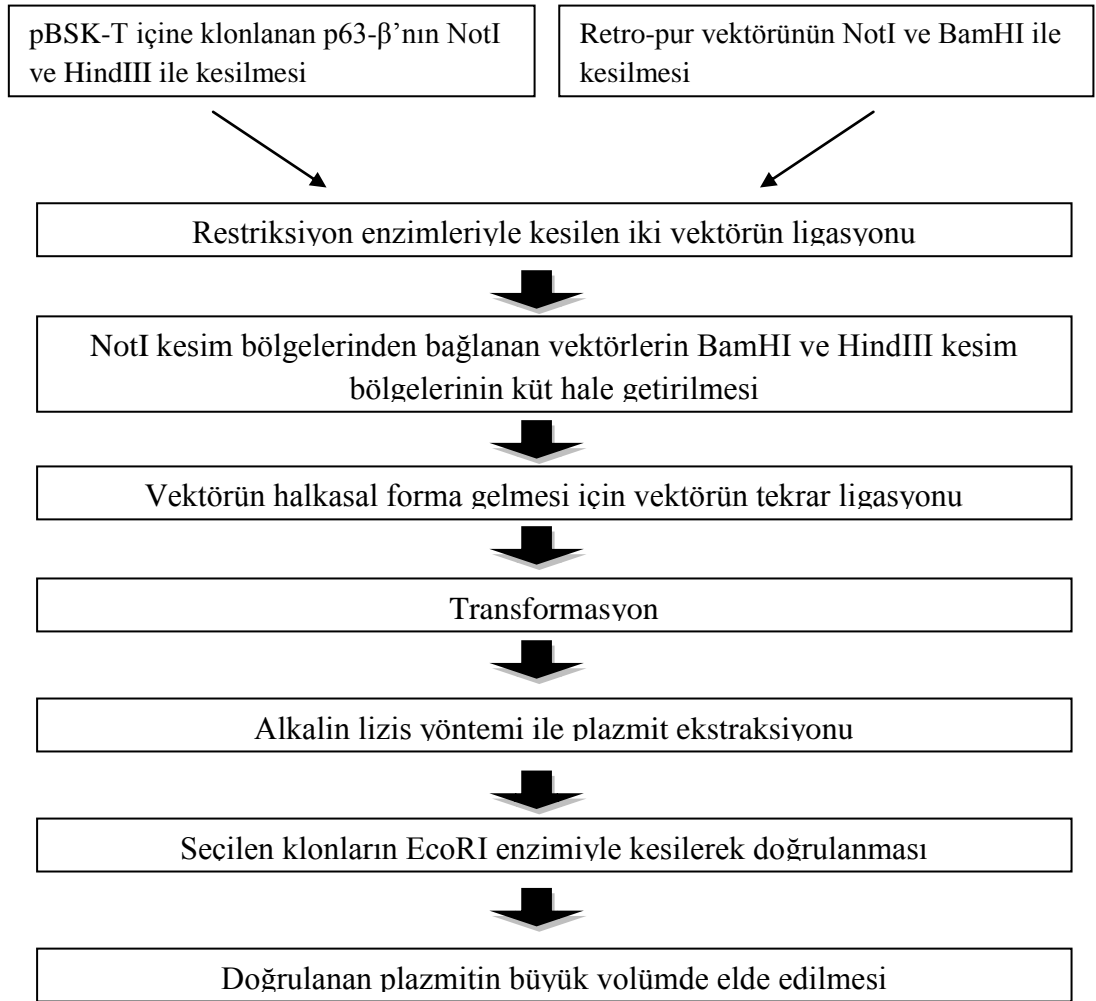 pBSK-T içine klonlanan p63-β’nın NotI
ve HindIII ile kesilmesi
Retro-pur vektörünün NotI ve BamHI ile
kesilmesi
Restriksiyon enzimleriyle kesilen iki vektörün ligasyonu
NotI kesim bölgelerinden bağlanan vektörlerin BamHI ve HindIII kesim
bölgelerinin küt hale getirilmesi
Vektörün halkasal forma gelmesi için vektörün tekrar ligasyonu
Transformasyon
Alkalin lizis yöntemi ile plazmit ekstraksiyonu
Seçilen klonların EcoRI enzimiyle kesilerek doğrulanması
Doğrulanan plazmitin büyük volümde elde edilmesi